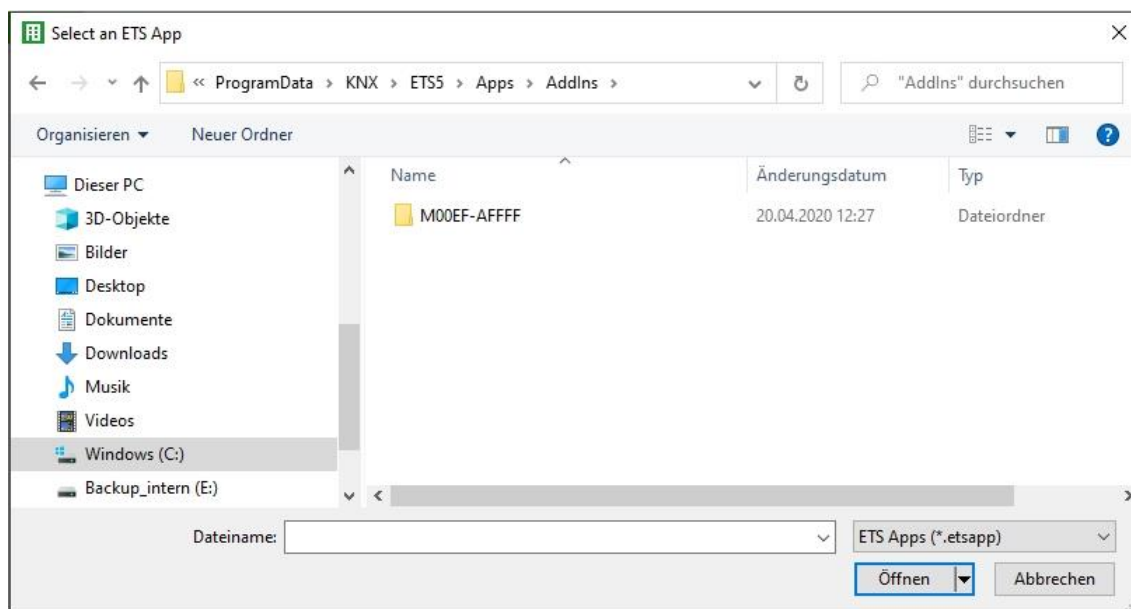 Select an ETS App
« ProgramData › KNX › ETS5 › Apps › AddIns ›
"AddIns" durchsuchen
Organisieren
Neuer Ordner
Dieser PC
3D-Objekte
Bilder
Desktop
Dokumente
Downloads
Musik
Videos
Windows (C:)
Backup_intern (E:)
Name Änderungsdatum Typ
M00EF-AFFFF 20.04.2020 12:27 Dateiordner
Dateiname:
ETS Apps (*.etsapp)
Öffnen Abbrechen